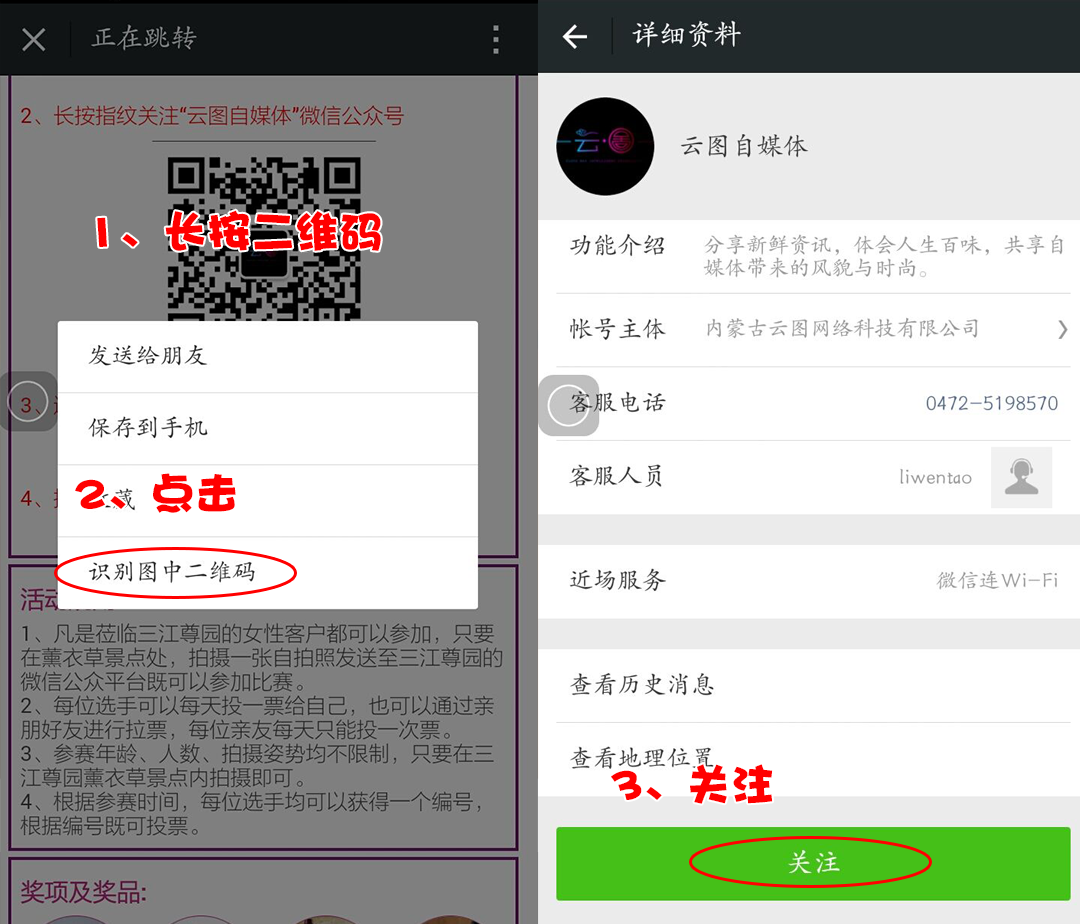 正在跳转
2、长按指纹关注“云图自媒体”微信公众号
1、长按二维码
发送给朋友
保存到手机
3、
2、点击
藏
4、
识别图中二维码
活动
1、凡是莅临三江尊园的女性客户都可以参加，只要
在薰衣草景点处，拍摄一张自拍照发送至三江尊园的
微信公众平台既可以参加比赛。
2、每位选手可以每天投一票给自己，也可以通过亲
朋好友进行拉票，每位亲友每天只能投一次票。
3、参赛年龄、人数、拍摄姿势均不限制，只要在三
江尊园薰衣草景点内拍摄即可。
4、根据参赛时间，每位选手均可以获得一个编号，
根据编号既可投票。
奖项及奖品:
详细资料
云·图
云图自媒体
功能介绍
分享新鲜资讯，体会人生百味，共享自
媒体带来的风貌与时尚。
帐号主体 内蒙古云图网络科技有限公司
客服电话 0472-5198570
客服人员 liwentao
近场服务 微信连Wi-Fi
查看历史消息
查看地理位置
3、关注
关注